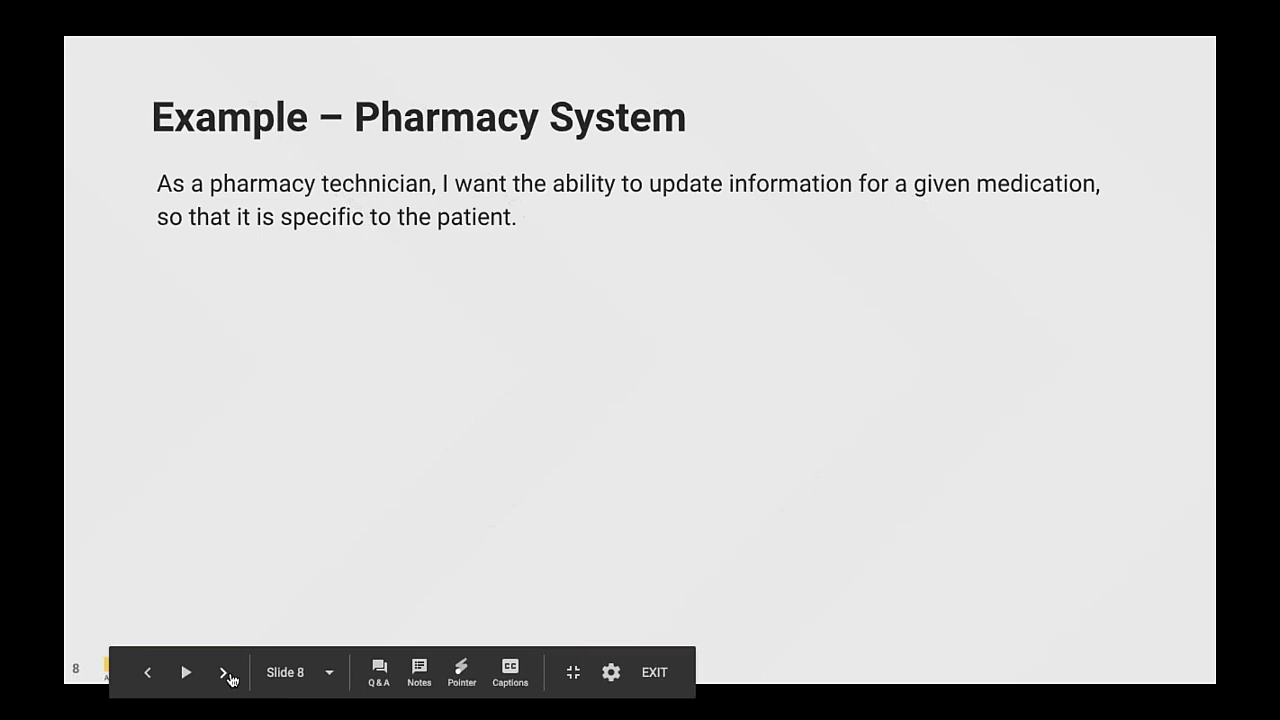 Example – Pharmacy System
As a pharmacy technician, I want the ability to update information for a given medication,
so that it is specific to the patient.
8
Slide 8
Q & A
Notes
Pointer
CC
Captions
EXIT